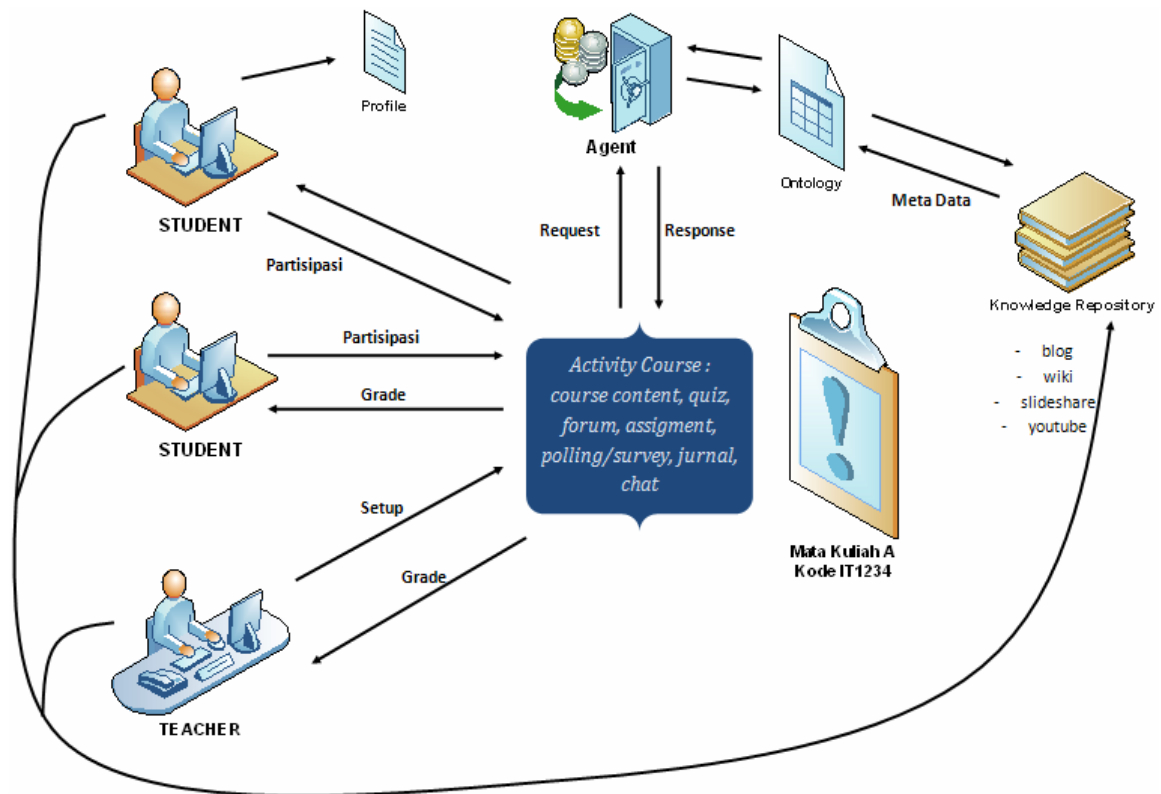 Profile
Agent
Ontology
STUDENT
Meta Data
Request
Response
Partisipasi
Knowledge Repository
- blog
- wiki
- slideshare
- youtube
Partisipasi
Grade
STUDENT
Activity Course :
course content, quiz,
forum, assigment,
polling/survey, jurnal,
chat
Setup
Mata Kuliah A
Kode IT1234
Grade
TEACHER